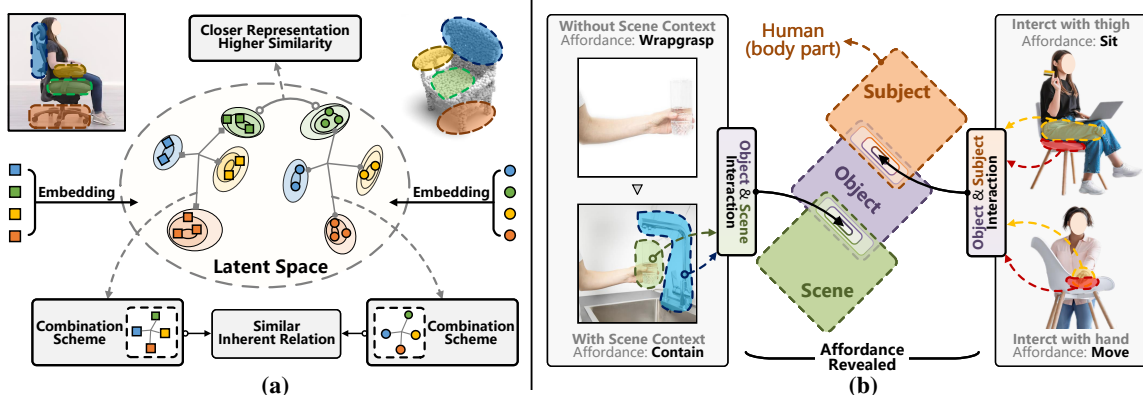 Closer Representation
Higher Similarity
Embedding
Embedding
Latent Space
Combination
Scheme
Similar
Inherent Relation
Combination
Scheme
(a)
Without Scene Context
Affordance: Wrapgrasp
With Scene Context
Affordance: Contain
Object & Scene
Interaction
Human
(body part)
Subject
Object
Scene
Affordance
Revealed
Object & Subject
Interaction
Interct with thigh
Affordance: Sit
Interct with hand
Affordance: Move
(b)